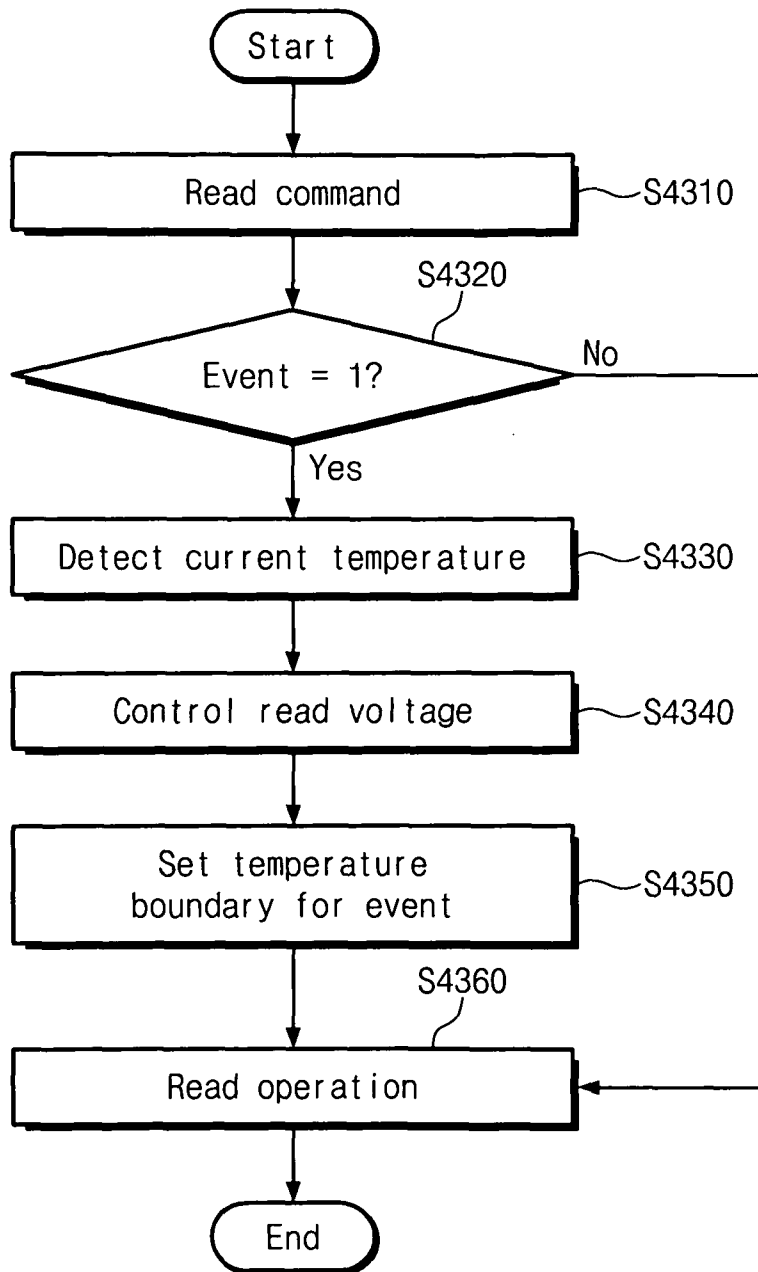 Start
Read command
S4310
S4320
Event = 1?
No
Yes
Detect current temperature
S4330
Control read voltage
S4340
Set temperature
boundary for event
S4350
S4360
Read operation
End